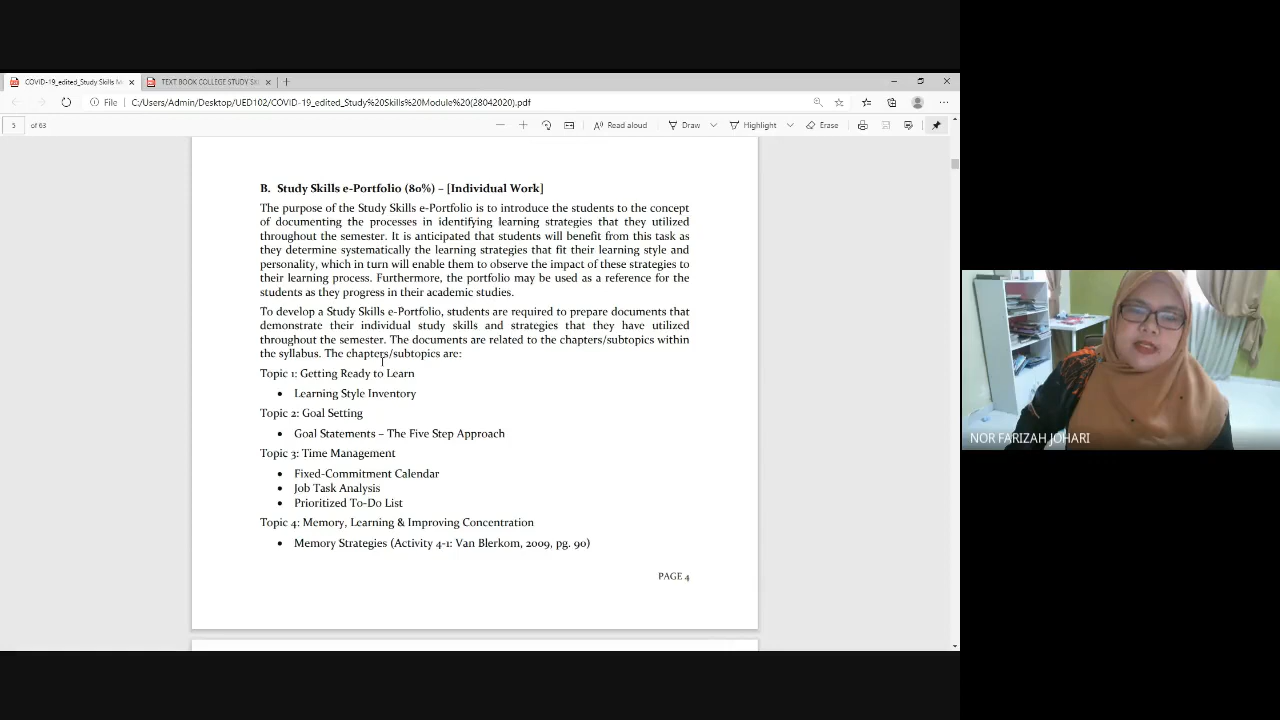 COVID-19_edited_Study Skills M
TEXT BOOK COLLEGE STUDY SK
File
C:/Users/Admin/Desktop/UED102/COVID-19_edited_Study%20Skills%20Module%20(28042020).pdf
5 of 63
Read aloud
Draw
Highlight
Erase
B. Study Skills e-Portfolio (80%) – [Individual Work]
The purpose of the Study Skills e-Portfolio is to introduce the students to the concept
of documenting the processes in identifying learning strategies that they utilized
throughout the semester. It is anticipated that students will benefit from this task as
they determine systematically the learning strategies that fit their learning style and
personality, which in turn will enable them to observe the impact of these strategies to
their learning process. Furthermore, the portfolio may be used as a reference for the
students as they progress in their academic studies.
To develop a Study Skills e-Portfolio, students are required to prepare documents that
demonstrate their individual study skills and strategies that they have utilized
throughout the semester. The documents are related to the chapters/subtopics within
the syllabus. The chapters/subtopics are:
Topic 1: Getting Ready to Learn
• Learning Style Inventory
Topic 2: Goal Setting
• Goal Statements – The Five Step Approach
Topic 3: Time Management
• Fixed-Commitment Calendar
• Job Task Analysis
• Prioritized To-Do List
Topic 4: Memory, Learning & Improving Concentration
• Memory Strategies (Activity 4-1: Van Blerkom, 2009, pg. 90)
PAGE 4
NOR FARIZAH JOHARI